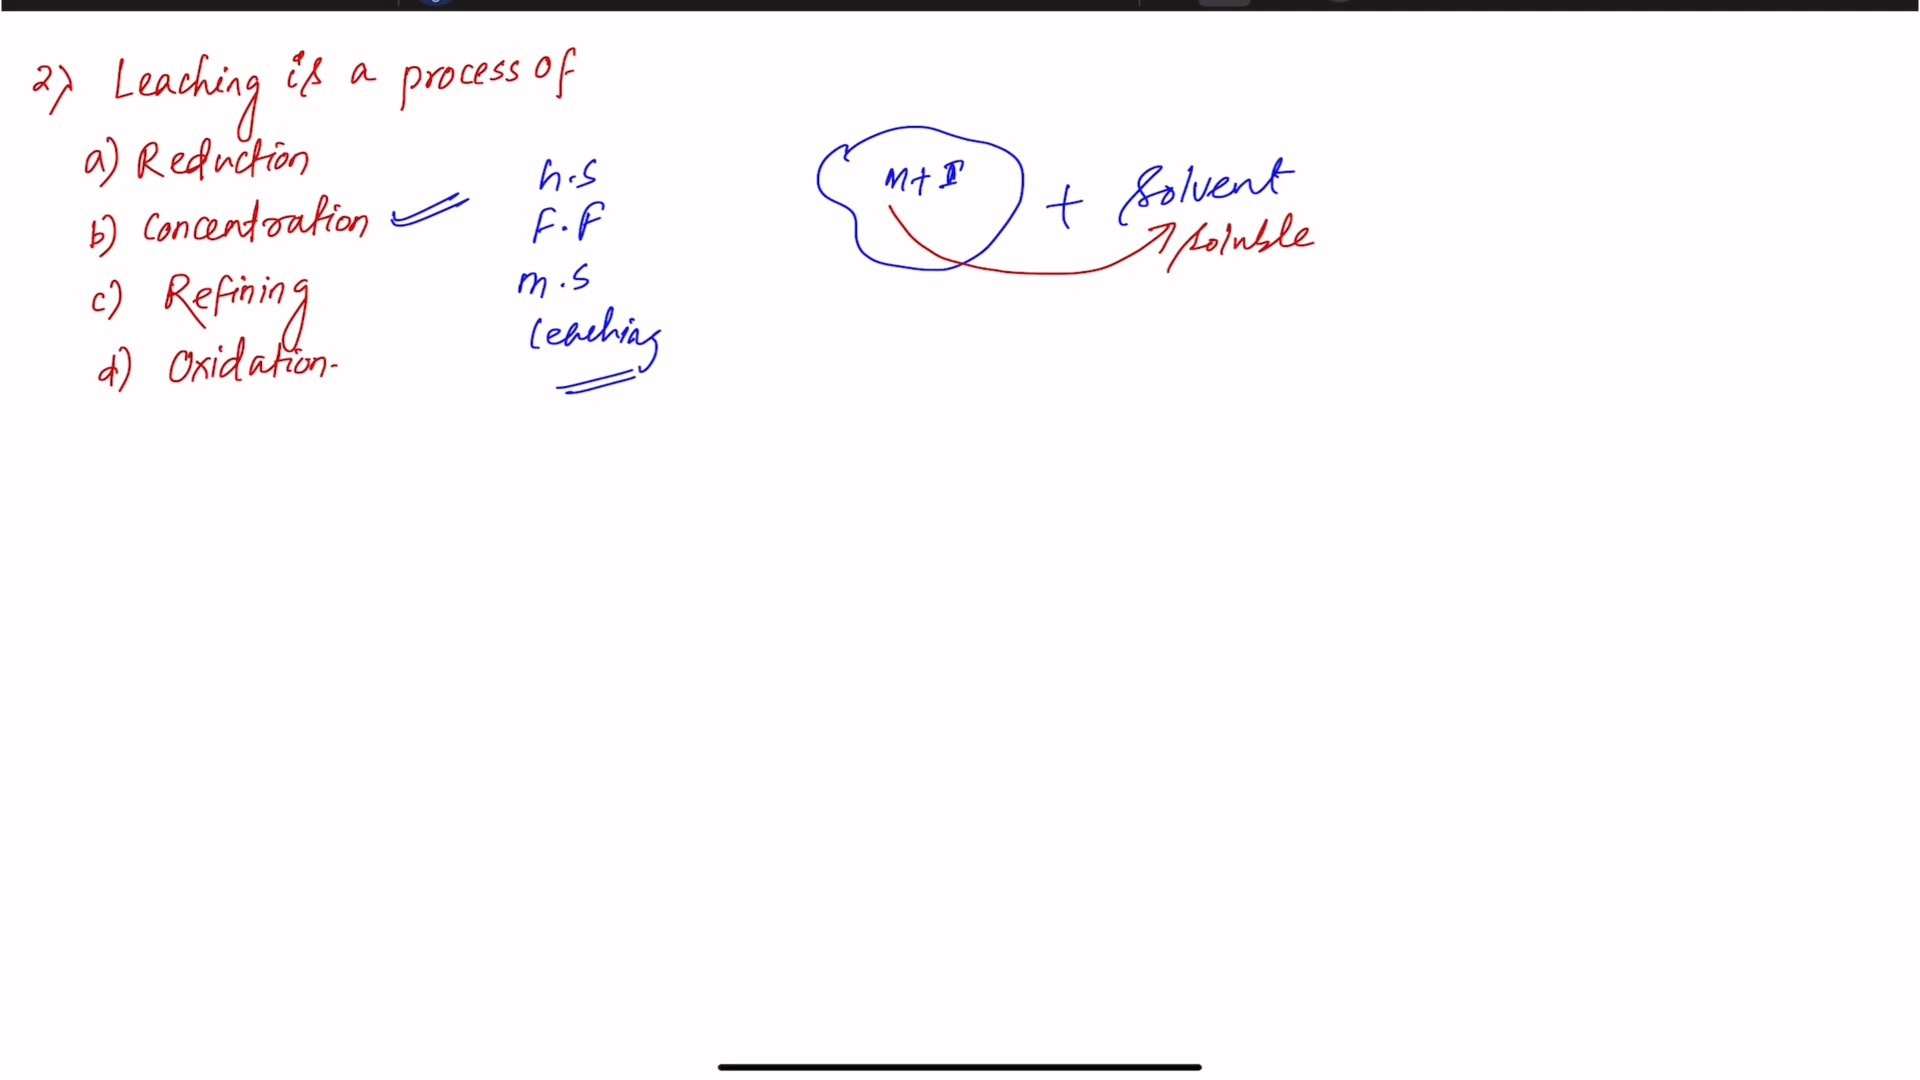 2) Leaching is a process of
a) Reduction
b) Concentration
c) Refining
d) Oxidation.
h.s
F.F
m.s
Leaching
M+I + Solvent
soluble